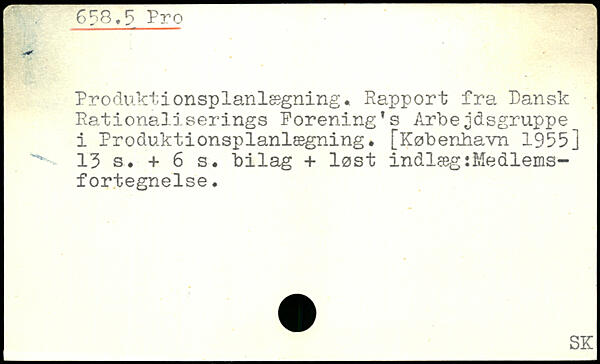 658.5 Pro
Produktionsplanlægning. Rapport fra Dansk
Rationaliserings Forening's Arbejdsgruppe
i Produktionsplanlægning. [København 1955]
13 s. + 6 s. bilag + løst indlæg:Medlems-
fortegnelse.
SK